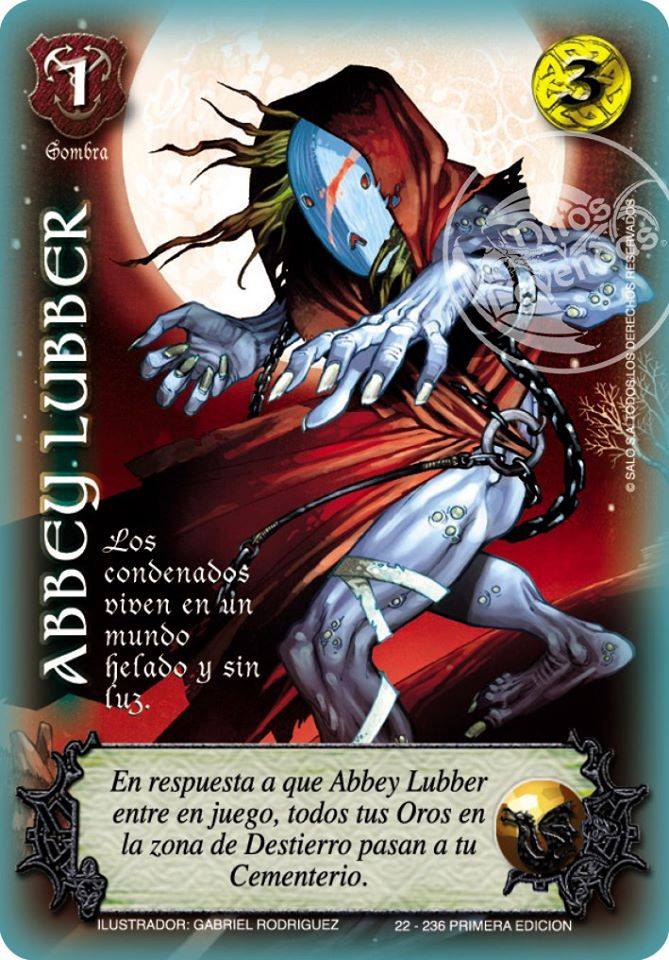 1
3
Sombra
ABBEY LUBBER
Los
condenados
viven en un
mundo
helado y sin
luz.
© SALO S.A TODOS LOS DERECHOS RESERVADOS
En respuesta a que Abbey Lubber
entre en juego, todos tus Oros en
la zona de Destierro pasan a tu
Cementerio.
ILUSTRADOR: GABRIEL RODRIGUEZ
22 - 236 PRIMERA EDICION